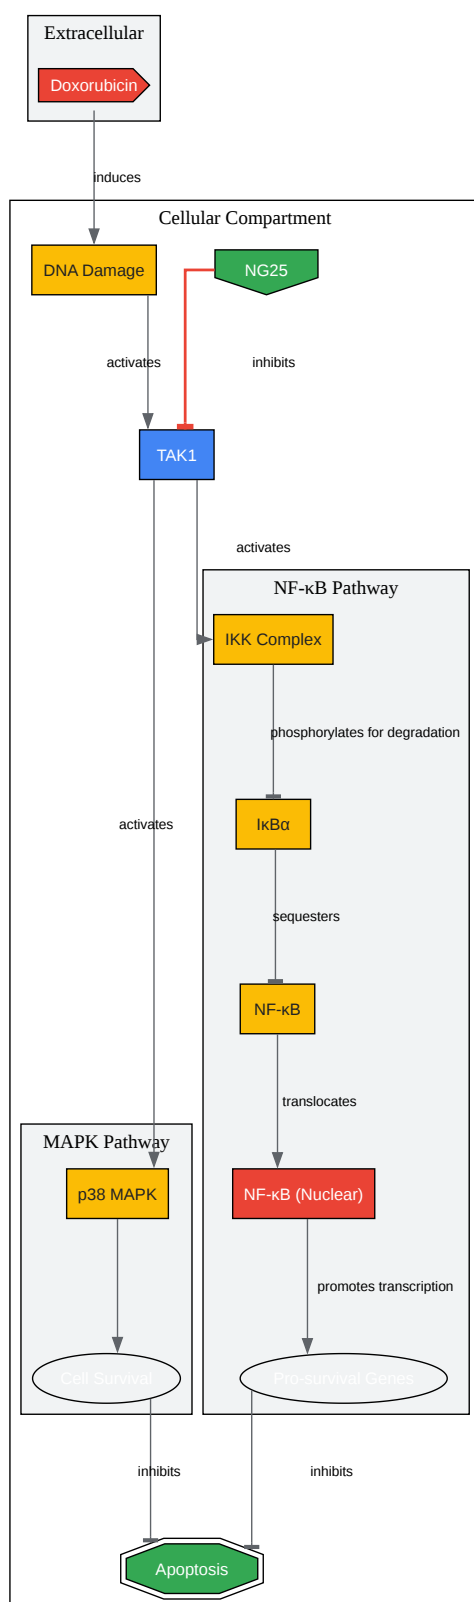 Extracellular
Doxorubicin
induces
Cellular Compartment
DNA Damage
NG25
activates
inhibits
TAK1
activates
NF-κB Pathway
IKK Complex
phosphorylates for degradation
activates
IκBα
sequesters
NF-κB
translocates
MAPK Pathway
p38 MAPK
NF-κB (Nuclear)
promotes transcription
Cell Survival
Pro-survival Genes
inhibits
inhibits
Apoptosis